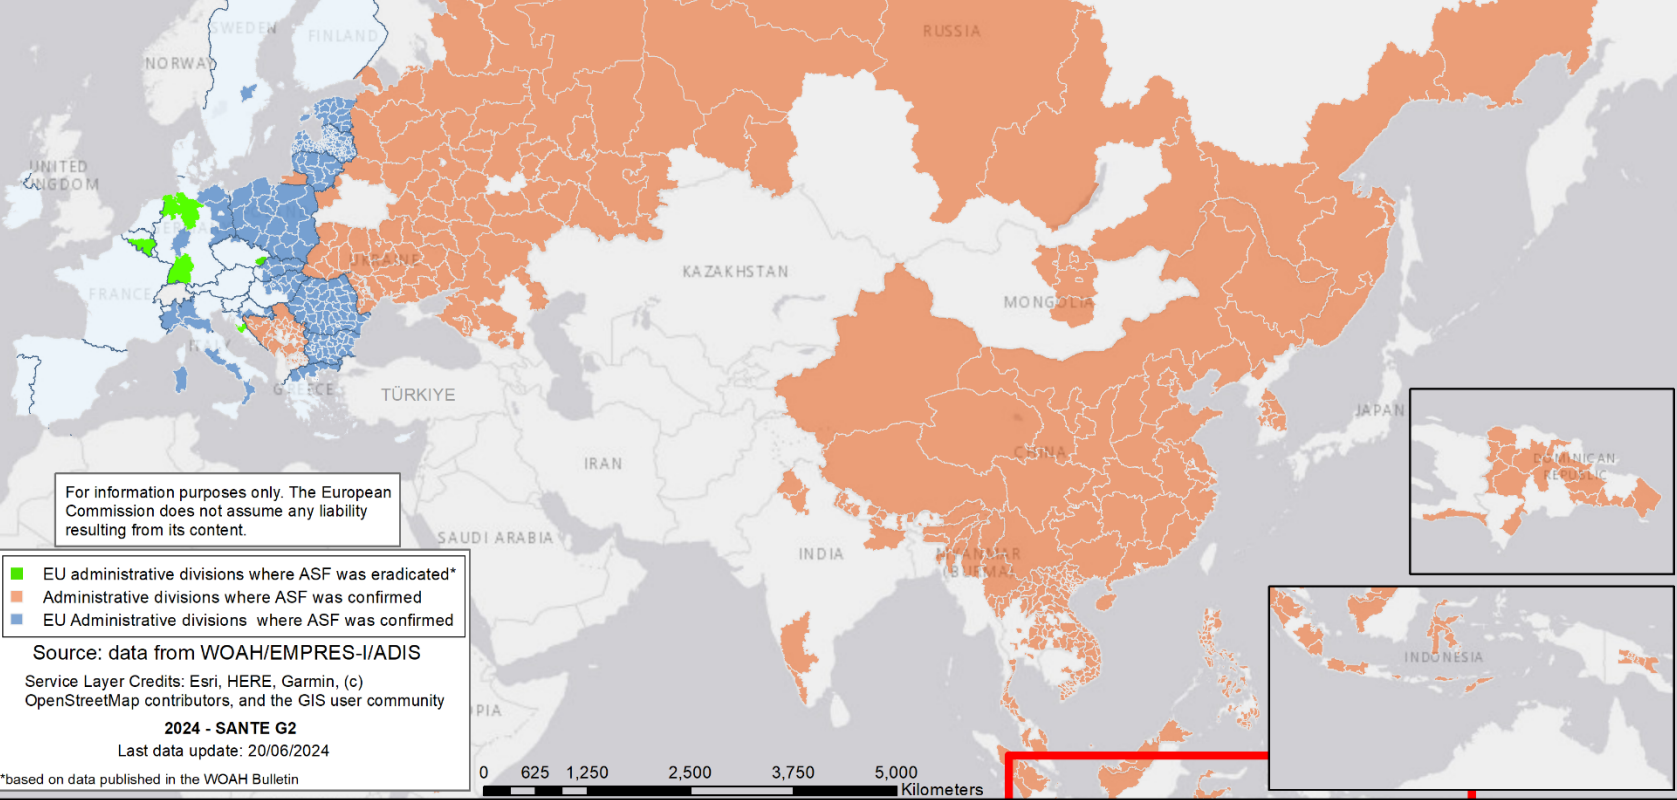 SWEDEN
FINLAND
NORWAY
RUSSIA
UNITED
KINGDOM
UKRAINE
FRANCE
KAZAKHSTAN
MONGOLIA
ITALY
GREECE
TÜRKIYE
JAPAN
IRAN
CHINA
DOMINICAN
REPUBLIC
SAUDI ARABIA
INDIA
MYANMAR
(BURMA)
INDONESIA
OPIA
For information purposes only. The European
Commission does not assume any liability
resulting from its content.
EU administrative divisions where ASF was eradicated*
Administrative divisions where ASF was confirmed
EU Administrative divisions where ASF was confirmed
Source: data from WOAH/EMPRES-I/ADIS
Service Layer Credits: Esri, HERE, Garmin, (c)
OpenStreetMap contributors, and the GIS user community
2024 - SANTE G2
Last data update: 20/06/2024
*based on data published in the WOAH Bulletin
0 625 1,250 2,500 3,750 5,000
Kilometers